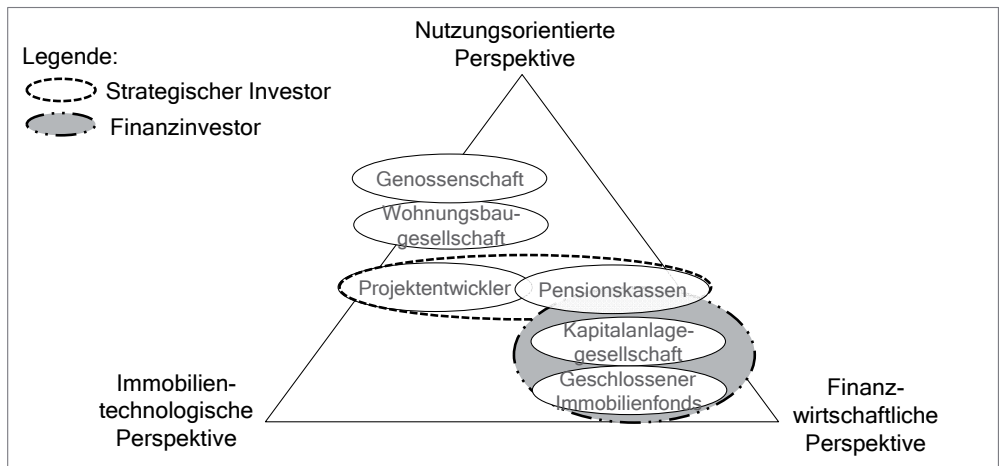 Nutzungsorientierte
Perspektive
Legende:
Strategischer Investor
Finanzinvestor
Genossenschaft
Wohnungsbau-
gesellschaft
Projektentwickler
Pensionskassen
Kapitalanlage-
gesellschaft
Geschlossener
Immobilienfonds
Immobilien-
technologische
Perspektive
Finanz-
wirtschaftliche
Perspektive